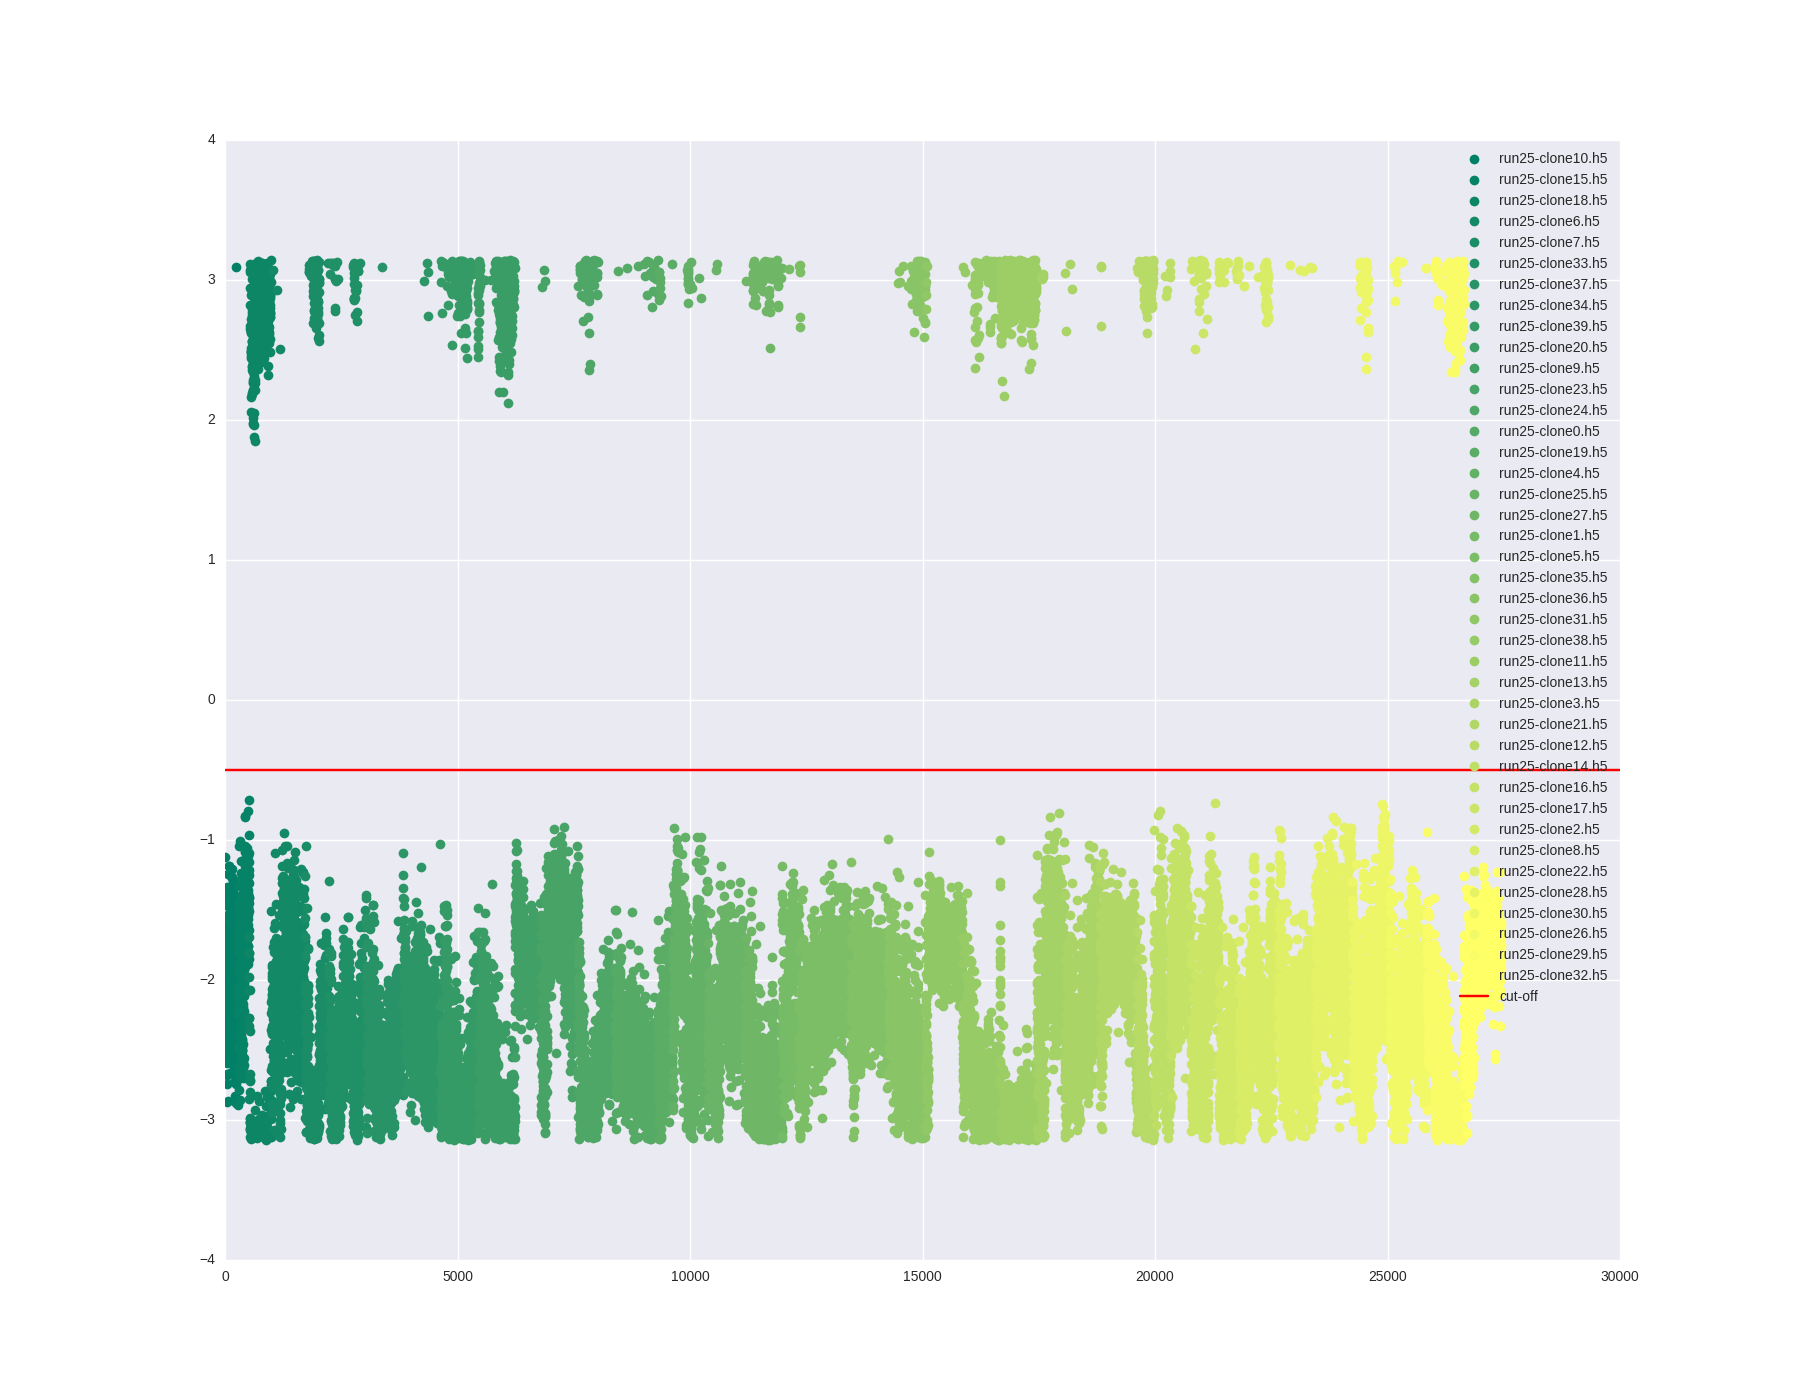 4
3
2
1
0
−1
−2
−3
−4
0
5000
10000
15000
20000
25000
30000
run25-clone10.h5
run25-clone15.h5
run25-clone18.h5
run25-clone6.h5
run25-clone7.h5
run25-clone33.h5
run25-clone37.h5
run25-clone34.h5
run25-clone39.h5
run25-clone20.h5
run25-clone9.h5
run25-clone23.h5
run25-clone24.h5
run25-clone0.h5
run25-clone19.h5
run25-clone4.h5
run25-clone25.h5
run25-clone27.h5
run25-clone1.h5
run25-clone5.h5
run25-clone35.h5
run25-clone36.h5
run25-clone31.h5
run25-clone38.h5
run25-clone11.h5
run25-clone13.h5
run25-clone3.h5
run25-clone21.h5
run25-clone12.h5
run25-clone14.h5
run25-clone16.h5
run25-clone17.h5
run25-clone2.h5
run25-clone8.h5
run25-clone22.h5
run25-clone28.h5
run25-clone30.h5
run25-clone26.h5
run25-clone29.h5
run25-clone32.h5
cut-off